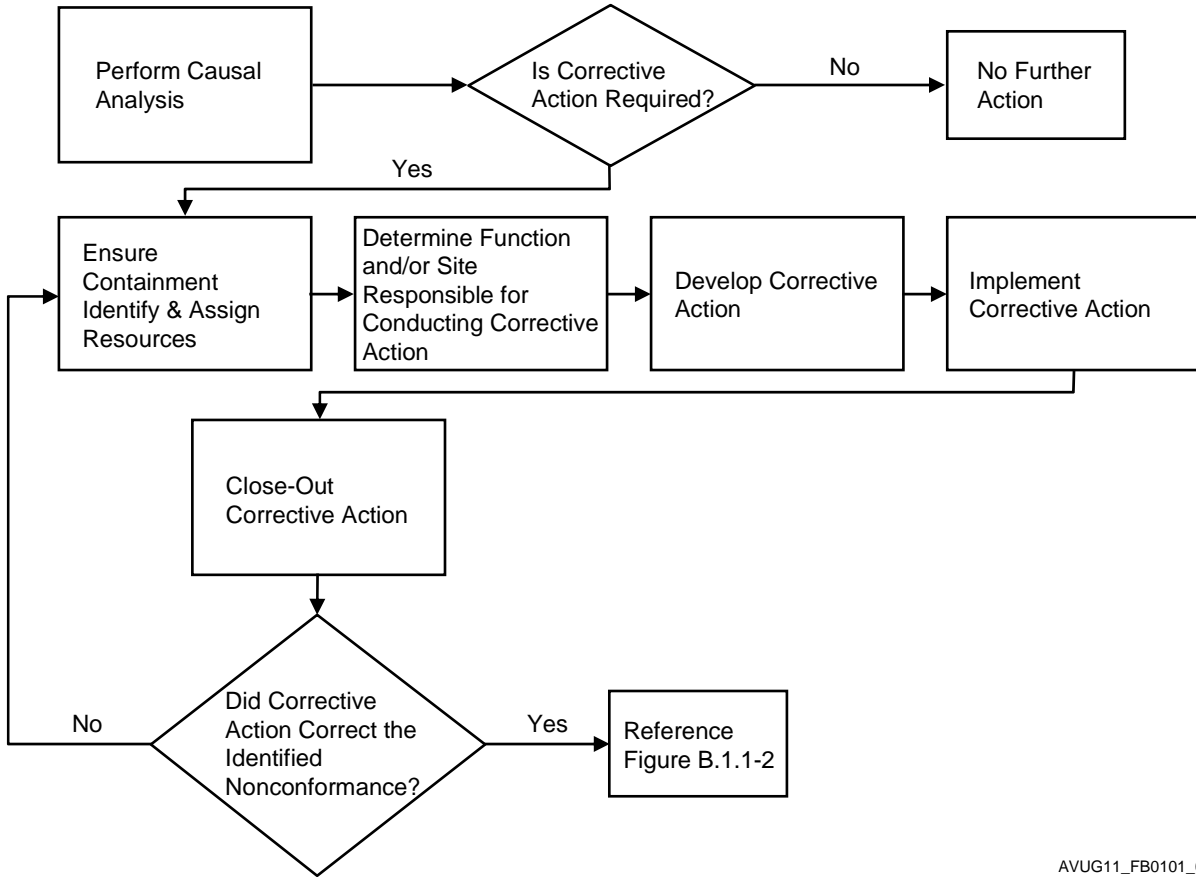 Perform Causal
Analysis
Is Corrective
Action Required?
No
No Further
Action
Yes
Ensure
Containment
Identify & Assign
Resources
Determine Function
and/or Site
Responsible for
Conducting Corrective
Action
Develop Corrective
Action
Implement
Corrective Action
Close-Out
Corrective Action
Did Corrective
Action Correct the
Identified
Nonconformance?
No
Yes
Reference
Figure B.1.1-2
AVUG11_FB0101_